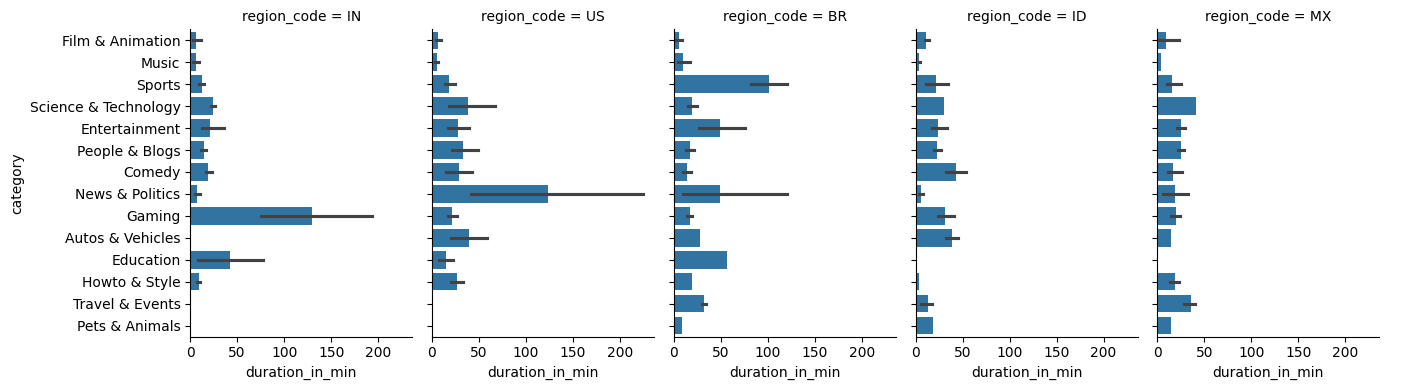 region_code = IN
region_code = US
region_code = BR
region_code = ID
region_code = MX
category
Film & Animation
Music
Sports
Science & Technology
Entertainment
People & Blogs
Comedy
News & Politics
Gaming
Autos & Vehicles
Education
Howto & Style
Travel & Events
Pets & Animals
0 50 100 150 200
0 50 100 150 200
0 50 100 150 200
0 50 100 150 200
0 50 100 150 200
duration_in_min
duration_in_min
duration_in_min
duration_in_min
duration_in_min